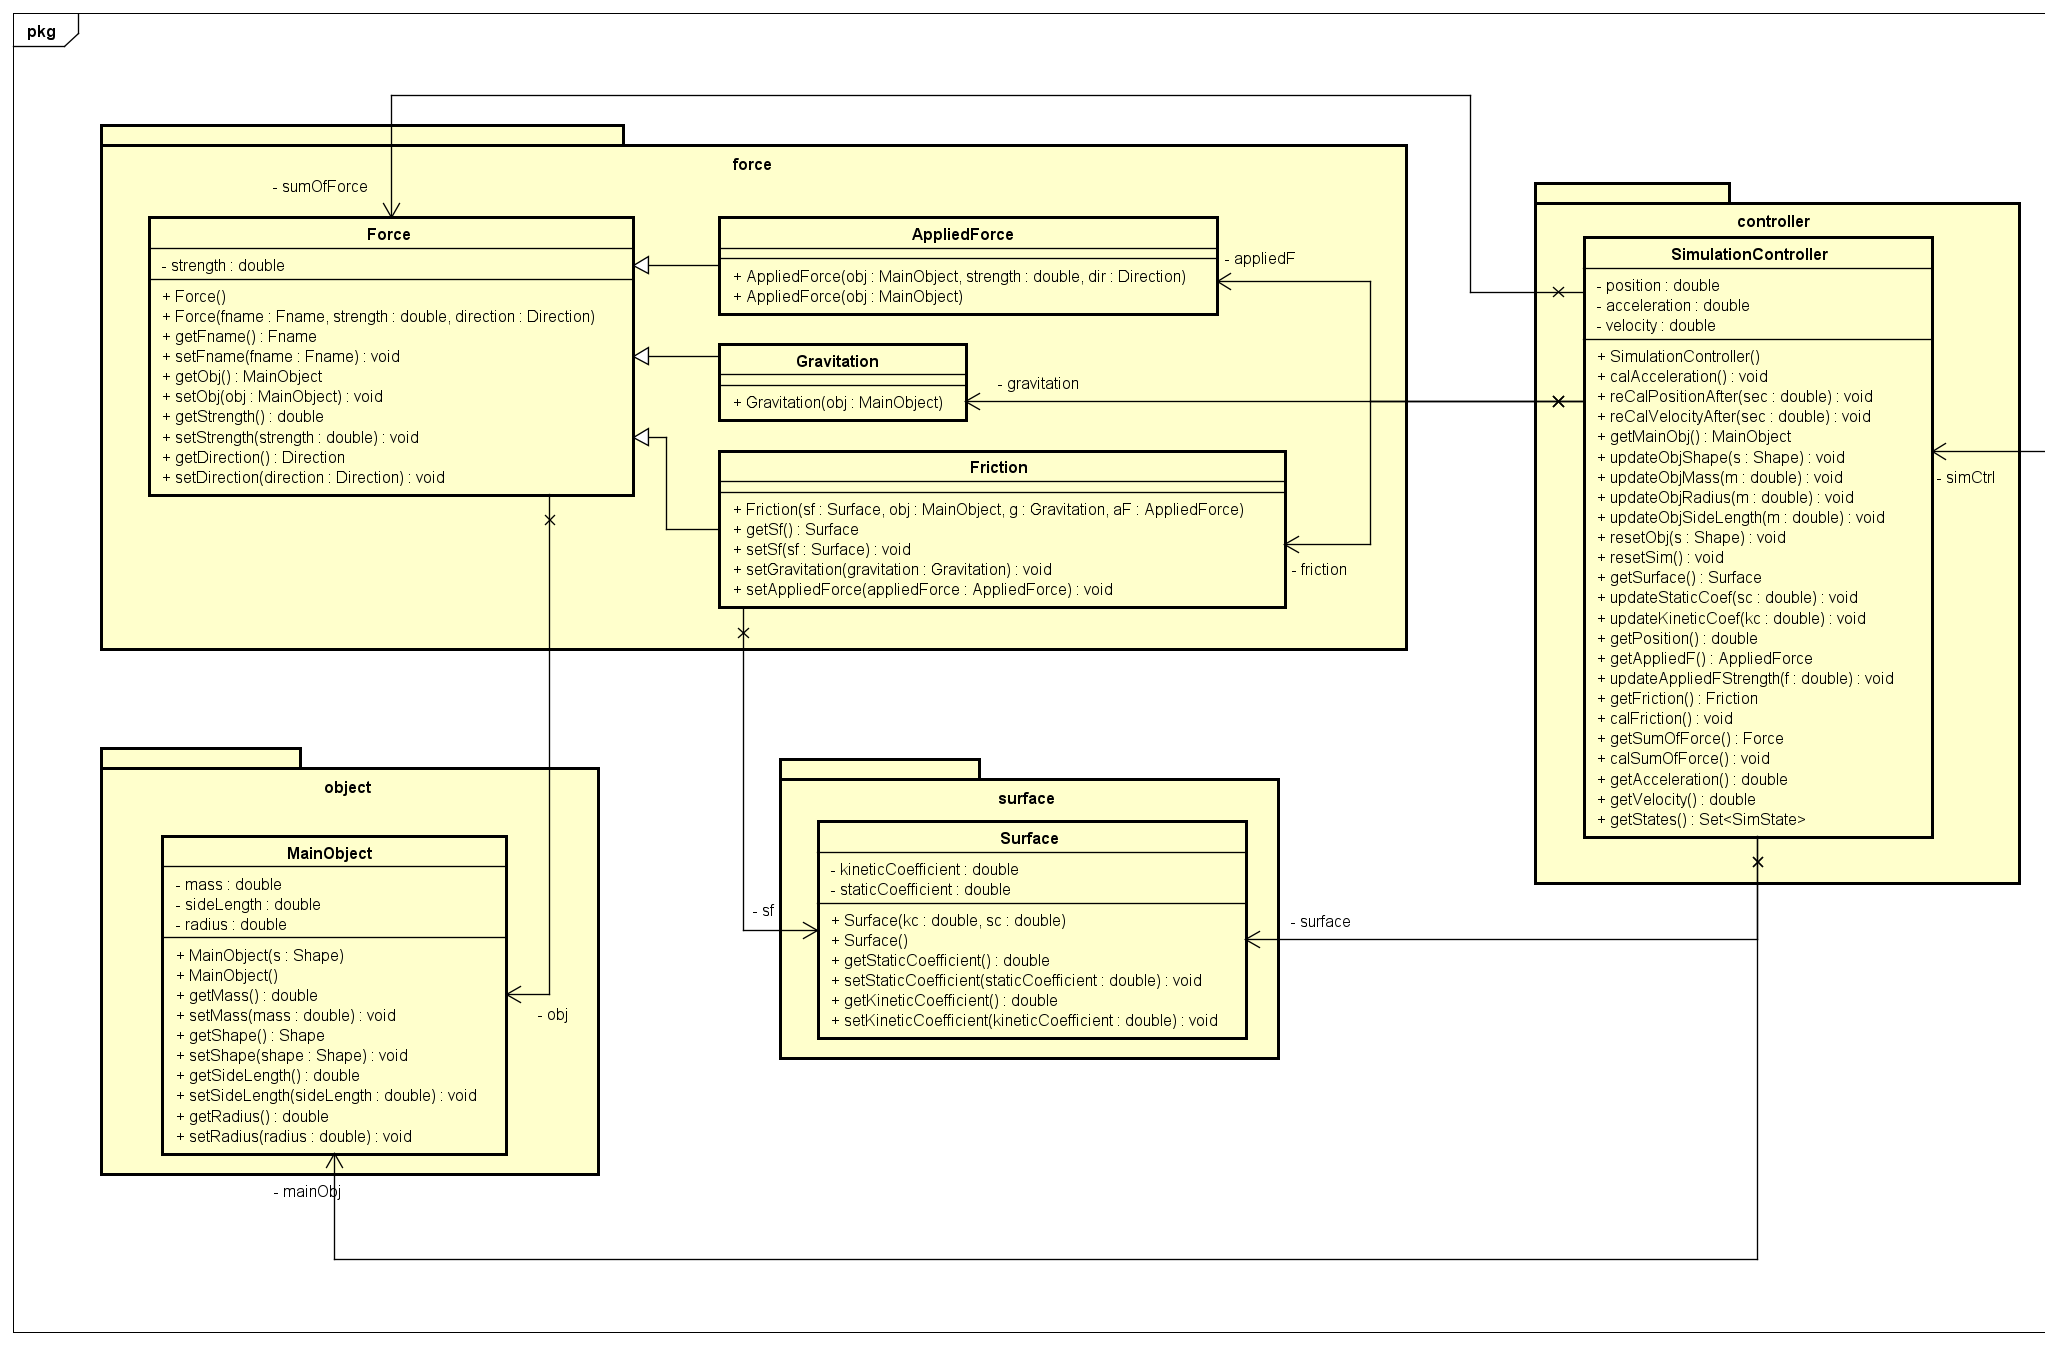 pkg
force
- sumOfForce
Force
- strength : double
+ Force()
+ Force(fname : Fname, strength : double, direction : Direction)
+ getFname() : Fname
+ setFname(fname : Fname) : void
+ getObj() : MainObject
+ setObj(obj : MainObject) : void
+ getStrength() : double
+ setStrength(strength : double) : void
+ getDirection() : Direction
+ setDirection(direction : Direction) : void
AppliedForce
+ AppliedForce(obj : MainObject, strength : double, dir : Direction)
+ AppliedForce(obj : MainObject)
- appliedF
Gravitation
+ Gravitation(obj : MainObject)
- gravitation
Friction
+ Friction(sf : Surface, obj : MainObject, g : Gravitation, aF : AppliedForce)
+ getSf() : Surface
+ setSf(sf : Surface) : void
+ setGravitation(gravitation : Gravitation) : void
+ setAppliedForce(appliedForce : AppliedForce) : void
- friction
controller
SimulationController
- position : double
- acceleration : double
- velocity : double
+ SimulationController()
+ calAcceleration() : void
+ reCalPositionAfter(sec : double) : void
+ reCalVelocityAfter(sec : double) : void
+ getMainObj() : MainObject
+ updateObjShape(s : Shape) : void
+ updateObjMass(m : double) : void
+ updateObjRadius(m : double) : void
+ updateObjSideLength(m : double) : void
+ resetObj(s : Shape) : void
+ resetSim() : void
+ getSurface() : Surface
+ updateStaticCoef(sc : double) : void
+ updateKineticCoef(kc : double) : void
+ getPosition() : double
+ getAppliedF() : AppliedForce
+ updateAppliedFStrength(f : double) : void
+ getFriction() : Friction
+ calFriction() : void
+ getSumOfForce() : Force
+ calSumOfForce() : void
+ getAcceleration() : double
+ getVelocity() : double
+ getStates() : Set<SimState>
- simCtrl
object
MainObject
- mass : double
- sideLength : double
- radius : double
+ MainObject(s : Shape)
+ MainObject()
+ getMass() : double
+ setMass(mass : double) : void
+ getShape() : Shape
+ setShape(shape : Shape) : void
+ getSideLength() : double
+ setSideLength(sideLength : double) : void
+ getRadius() : double
+ setRadius(radius : double) : void
- obj
- mainObj
surface
Surface
- kineticCoefficient : double
- staticCoefficient : double
+ Surface(kc : double, sc : double)
+ Surface()
+ getStaticCoefficient() : double
+ setStaticCoefficient(staticCoefficient : double) : void
+ getKineticCoefficient() : double
+ setKineticCoefficient(kineticCoefficient : double) : void
- sf
- surface